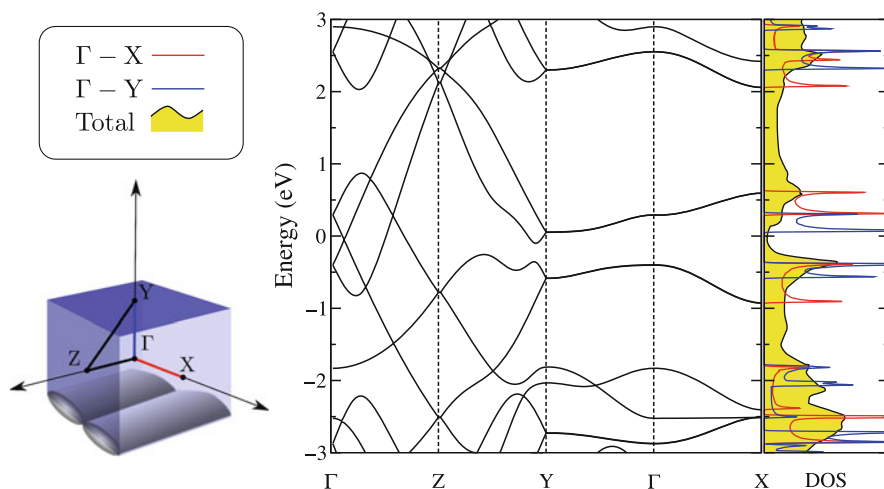 Γ − X
Γ − Y
Total
Y
Γ
Z
X
Energy (eV)
3
2
1
0
−1
−2
−3
Γ Z Y Γ X DOS